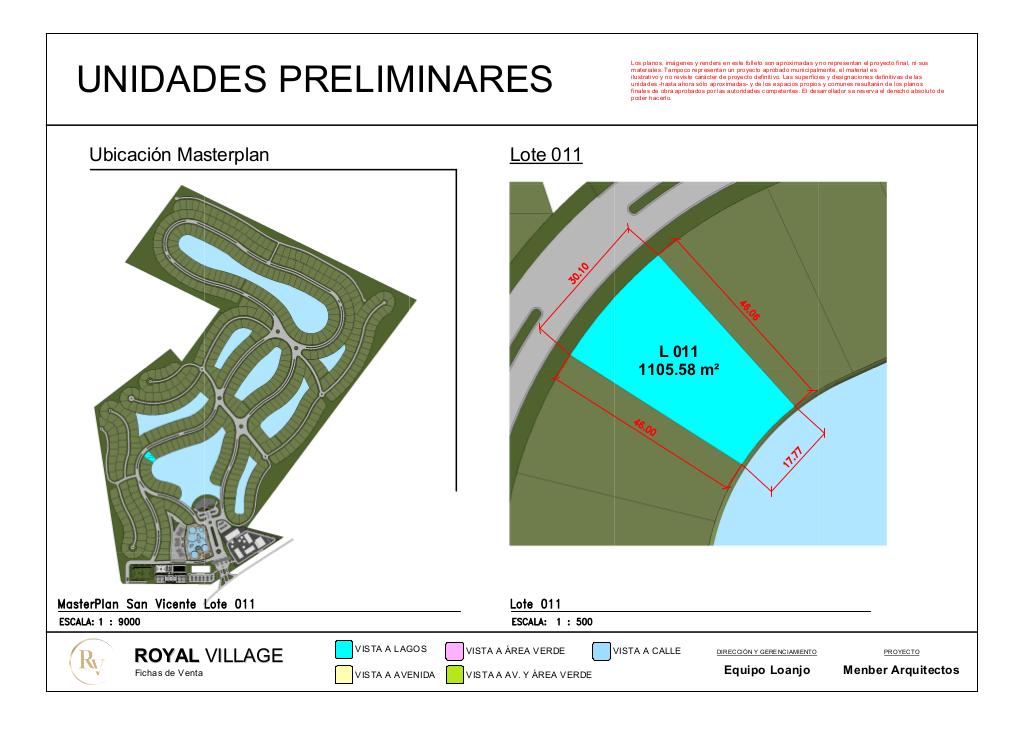 UNIDADES PRELIMINARES
Los planos, imágenes y renders en este folleto son aproximadas y no representan el proyecto final, ni sus
materiales. Tampoco representan un proyecto aprobado municipalmente, el material es
ilustrativo y no reviste carácter de proyecto definitivo. Las superficies y designaciones definitivas de las
unidades -hasta ahora sólo aproximadas- y de los espacios propios y comunes resultarán de los planos
finales de obra aprobados por las autoridades competentes. El desarrollador se reserva el derecho absoluto de
poder hacerlo.
Ubicación Masterplan
Lote 011
30.10
46.06
L 011
1105.58 m²
46.00
17.77
MasterPlan San Vicente Lote 011
ESCALA: 1 : 9000
Lote 011
ESCALA: 1 : 500
RV
ROYAL VILLAGE
Fichas de Venta
VISTA A LAGOS
VISTA A ÁREA VERDE
VISTA A CALLE
VISTA A AVENIDA
VISTA A AV. Y ÁREA VERDE
DIRECCIÓN Y GERENCIAMIENTO
Equipo Loanjo
PROYECTO
Menber Arquitectos